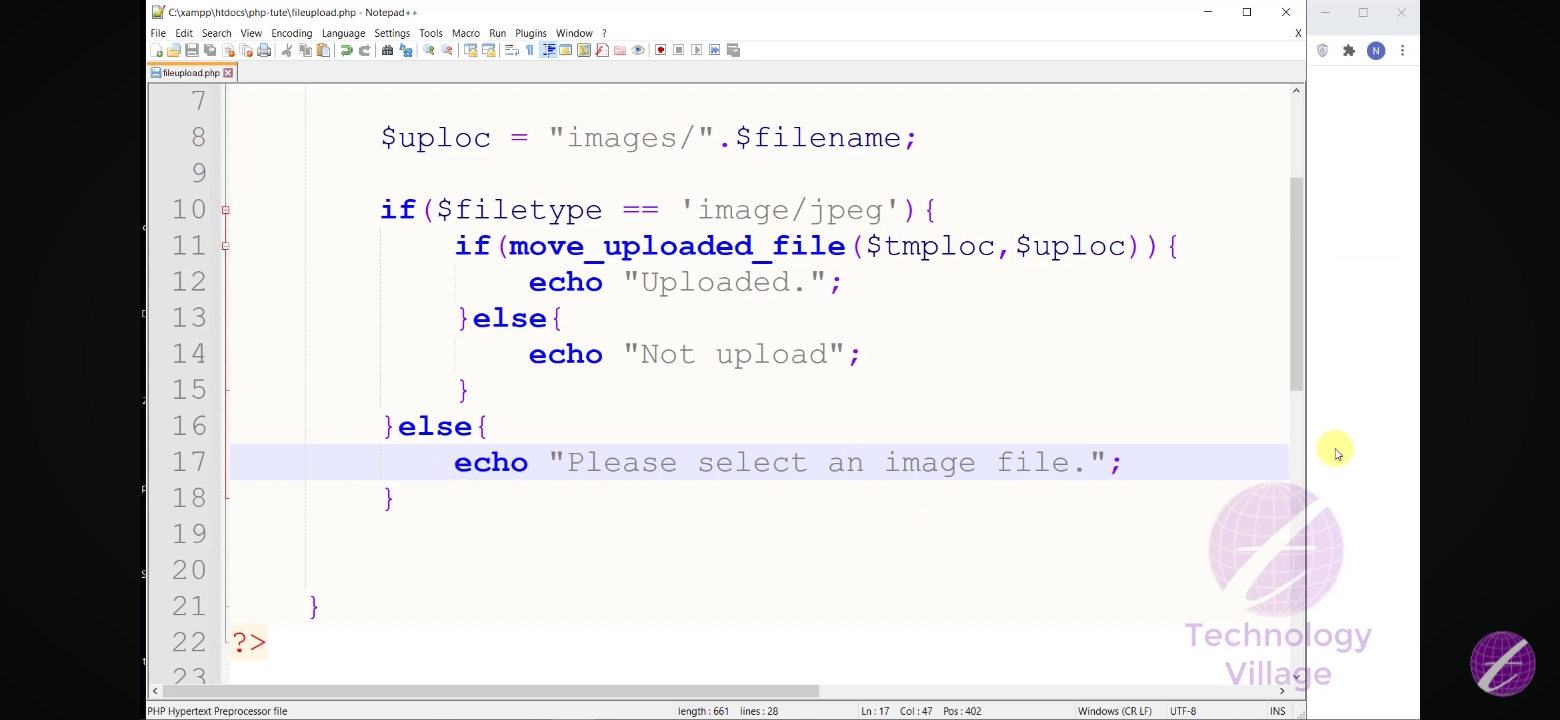 C:\xampp\htdocs\php-tute\fileupload.php - Notepad++
File Edit Search View Encoding Language Settings Tools Macro Run Plugins Window ? X
fileupload.php
N
7
8 $uploc = "images/".$filename;
9
10 if($filetype == 'image/jpeg'){
11 if(move_uploaded_file($tmploc,$uploc)){
12 echo "Uploaded.";
13 }else{
14 echo "Not upload";
15 }
16 }else{
17 echo "Please select an image file.";
18 }
19
20
21 }
22 ?>
23
Technology
Village
PHP Hypertext Preprocessor file length : 661 lines : 28 Ln : 17 Col : 47 Pos : 402 Windows (CR LF) UTF-8 INS